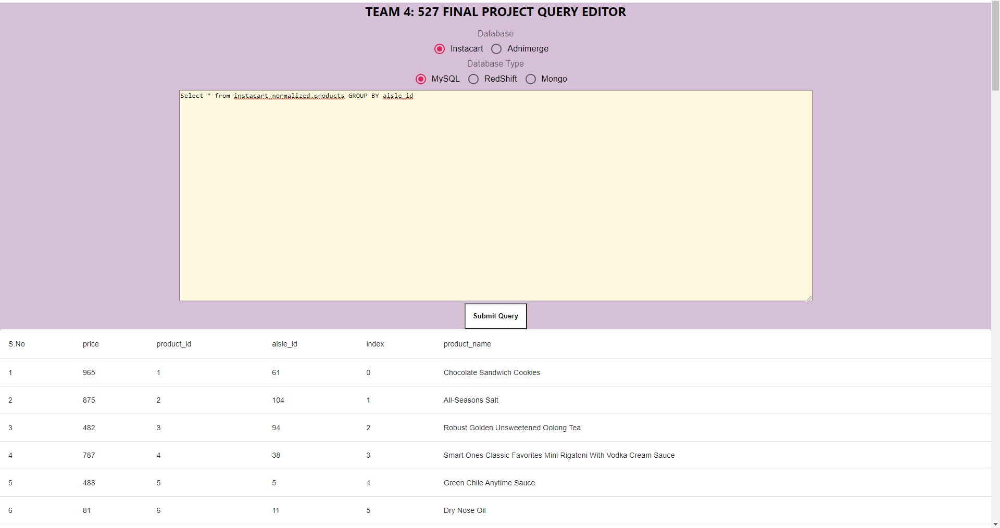 TEAM 4: 527 FINAL PROJECT QUERY EDITOR
Database
Instacart Adnimerge
Database Type
MySQL RedShift Mongo
Select * from instacart_normalized.products GROUP BY aisle_id
Submit Query
S.No price product_id aisle_id index product_name
1 965 1 61 0 Chocolate Sandwich Cookies
2 875 2 104 1 All-Seasons Salt
3 482 3 94 2 Robust Golden Unsweetened Oolong Tea
4 787 4 38 3 Smart Ones Classic Favorites Mini Rigatoni With Vodka Cream Sauce
5 488 5 5 4 Green Chile Anytime Sauce
6 81 6 11 5 Dry Nose Oil